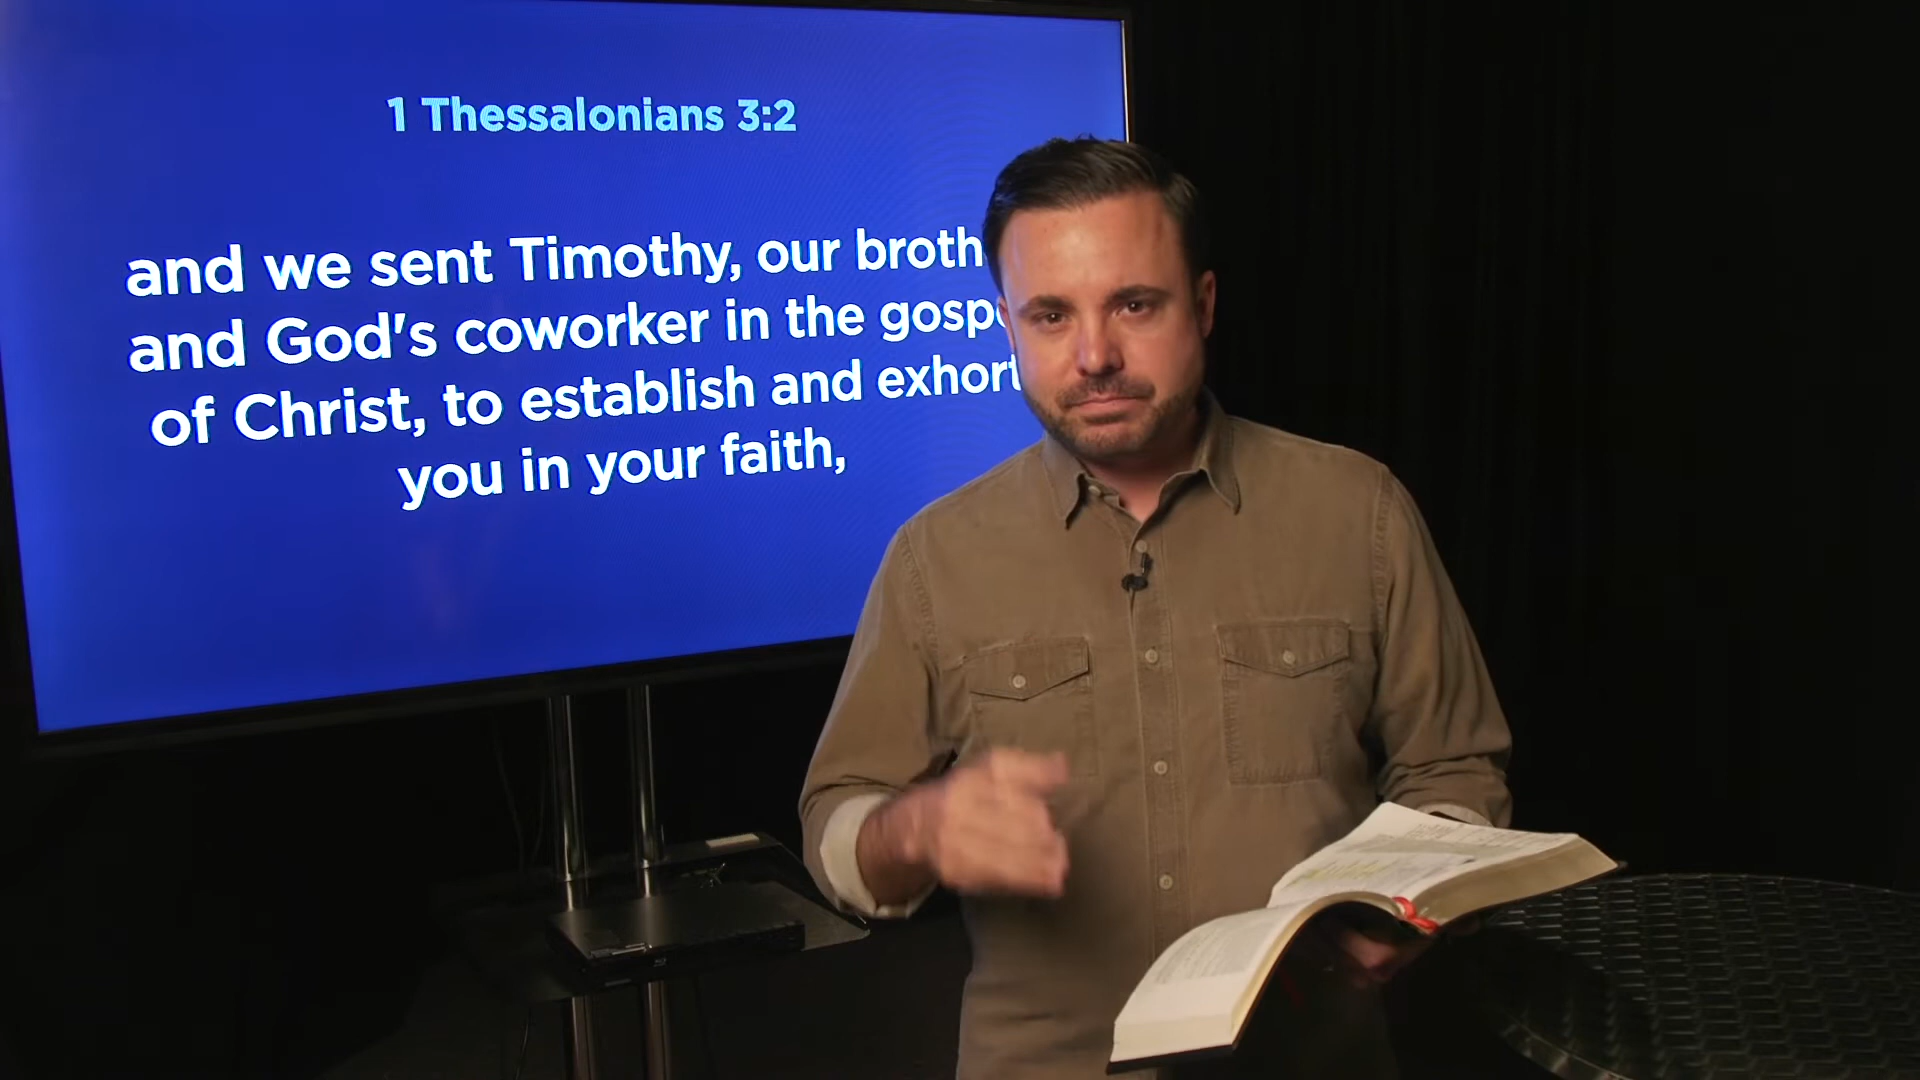 1 Thessalonians 3:2
and we sent Timothy, our broth
and God's coworker in the gospe
of Christ, to establish and exhort
you in your faith,